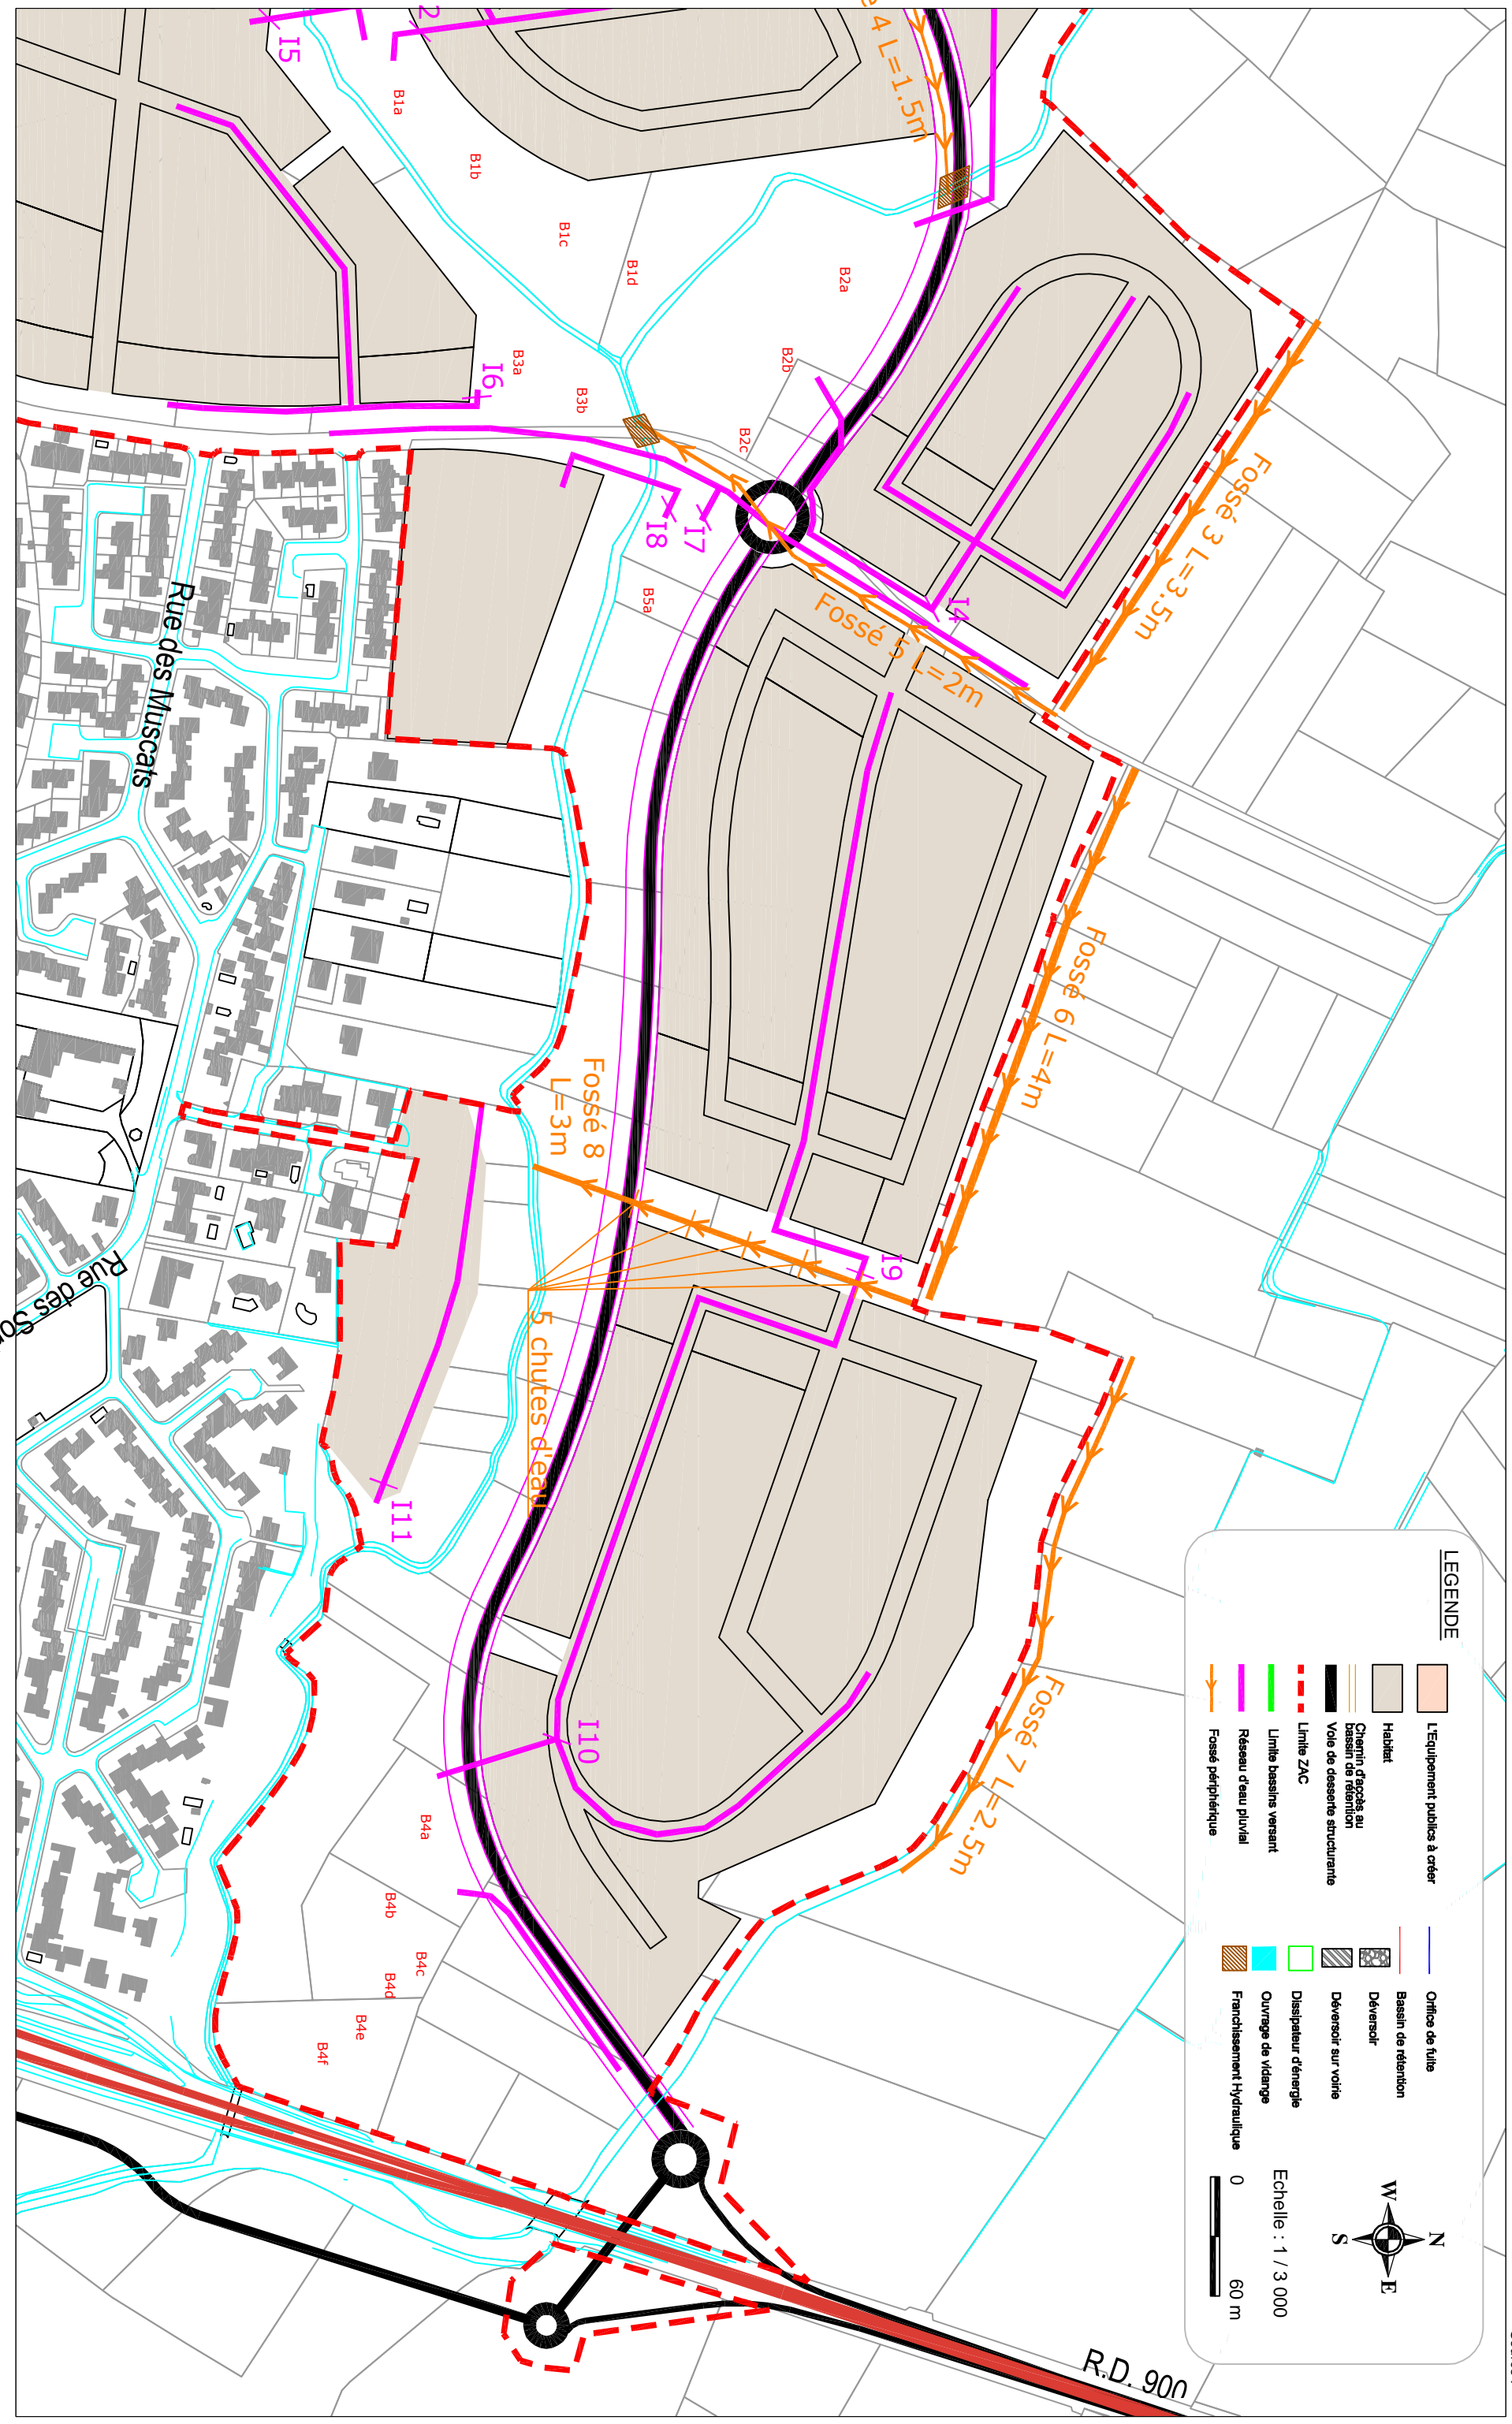 LEGENDE
L'Equipement publics à créer
Habitat
Chemin d'accès au
bassin de rétention
Voie de desserte structurante
Limite ZAC
Limite bassins versant
Réseau d'eau pluvial
Fossé périphérique
Orifice de fuite
Bassin de rétention
Déversoir
Déversoir sur voirie
Dissipateur d'énergie
Ouvrage de vidange
Franchissement Hydraulique
N
W
E
S
Echelle : 1 / 3 000
0
60 m
R.D. 900
Fossé 3 L=3.5m
Fossé 6 L=4m
Fossé 7 L=2.5m
e 4 L=1.5m
Fossé 5 L=2m
Fossé 8
L=3m
5 chutes d'eau
I4
I9
I10
I7
I8
I6
I5
2
I11
B1a
B1b
B1c
B1d
B2a
B2b
B2c
B3a
B3b
B5a
B4a
B4b
B4c
B4d
B4e
B4f
Rue des Muscats
Rue des